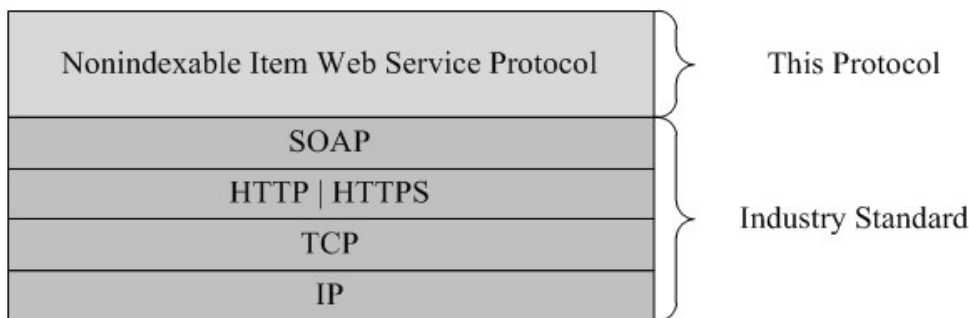 Nonindexable Item Web Service Protocol
This Protocol
SOAP
HTTP | HTTPS
TCP
IP
Industry Standard